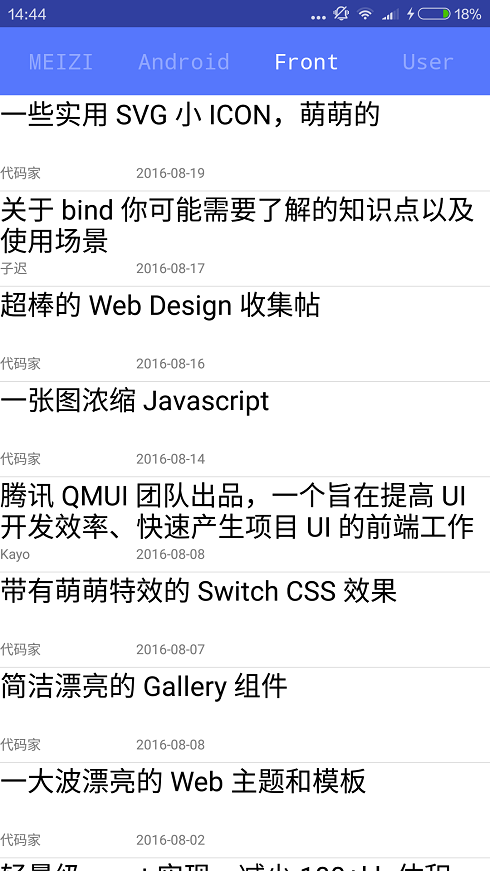 14:44
18%
MEIZI Android Front User
一些实用 SVG 小 ICON，萌萌的
代码家 2016-08-19
关于 bind 你可能需要了解的知识点以及
使用场景
子迟 2016-08-17
超棒的 Web Design 收集帖
代码家 2016-08-16
一张图浓缩 Javascript
代码家 2016-08-14
腾讯 QMUI 团队出品，一个旨在提高 UI
开发效率、快速产生项目 UI 的前端工作
Kayo 2016-08-08
带有萌萌特效的 Switch CSS 效果
代码家 2016-08-07
简洁漂亮的 Gallery 组件
代码家 2016-08-08
一大波漂亮的 Web 主题和模板
代码家 2016-08-02